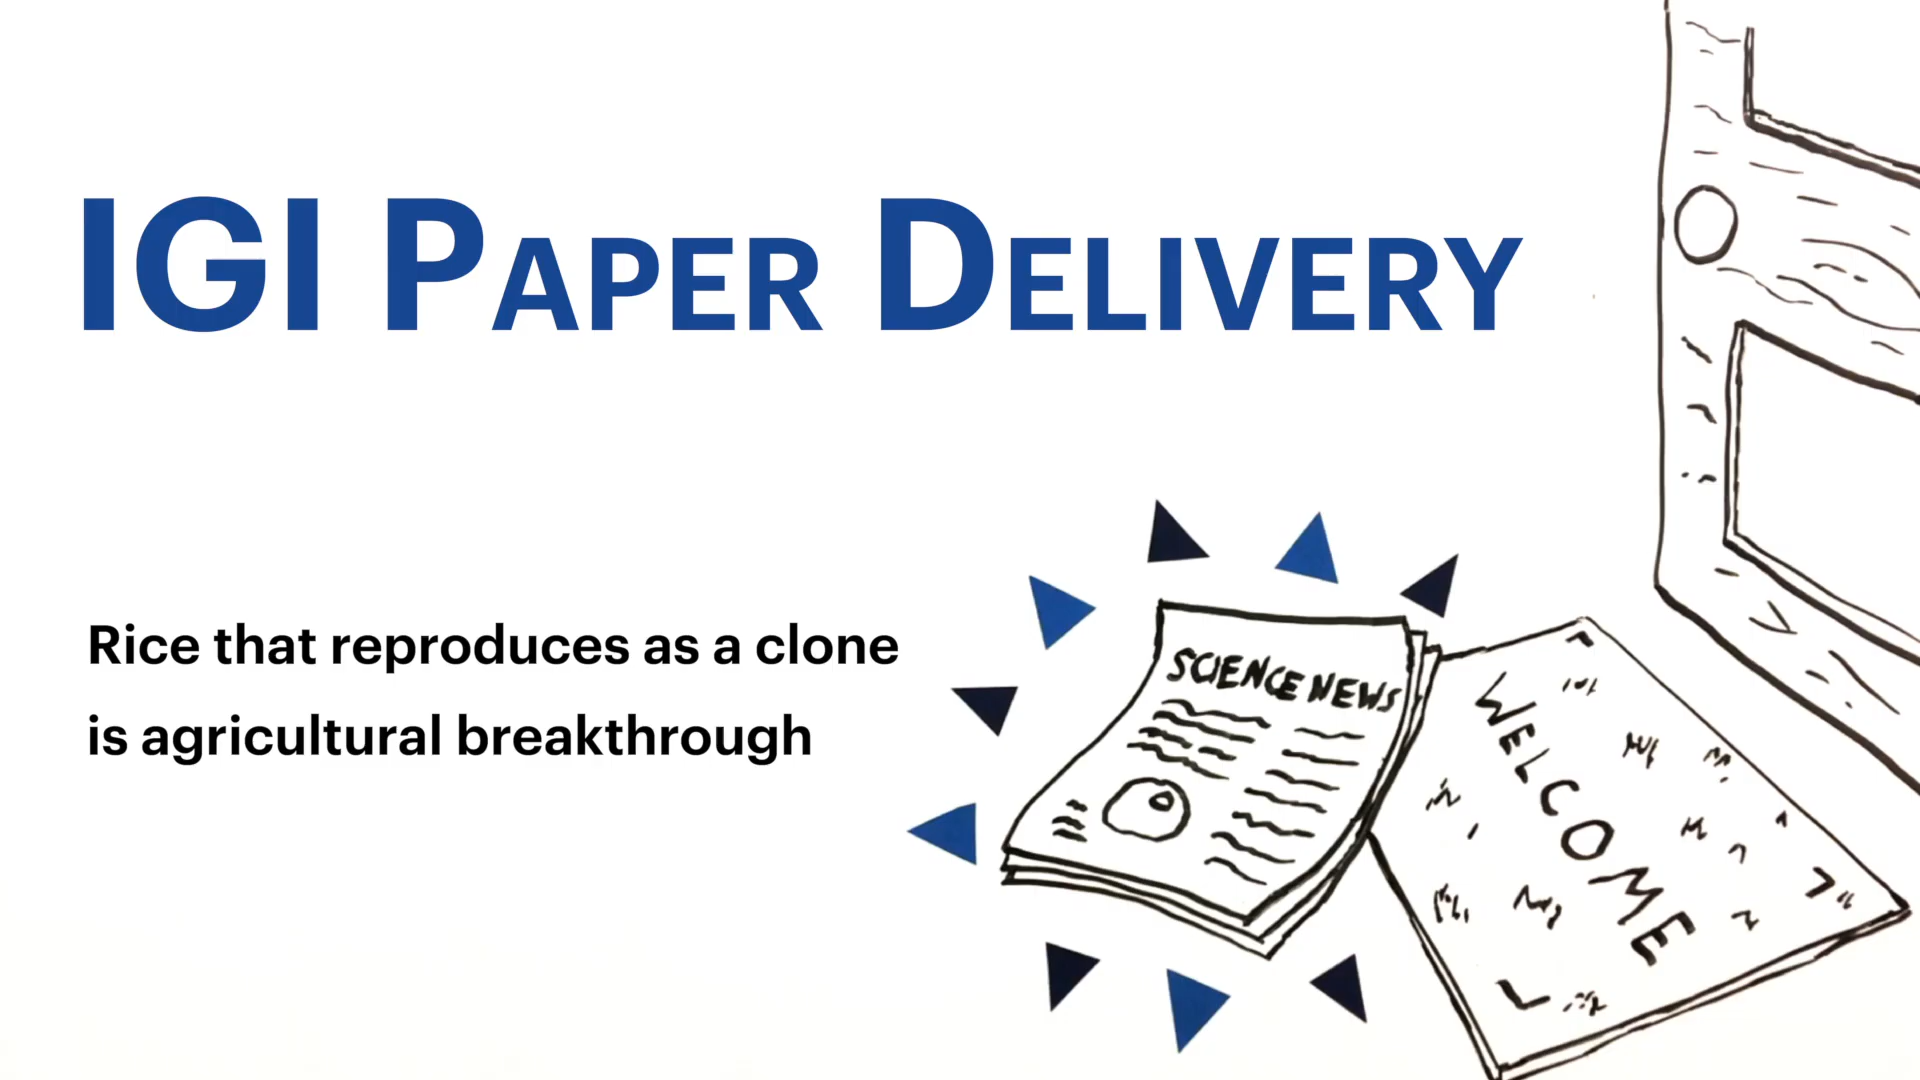 IGI PAPER DELIVERY
Rice that reproduces as a clone
is agricultural breakthrough
SCIENCE NEWS
WELCOME